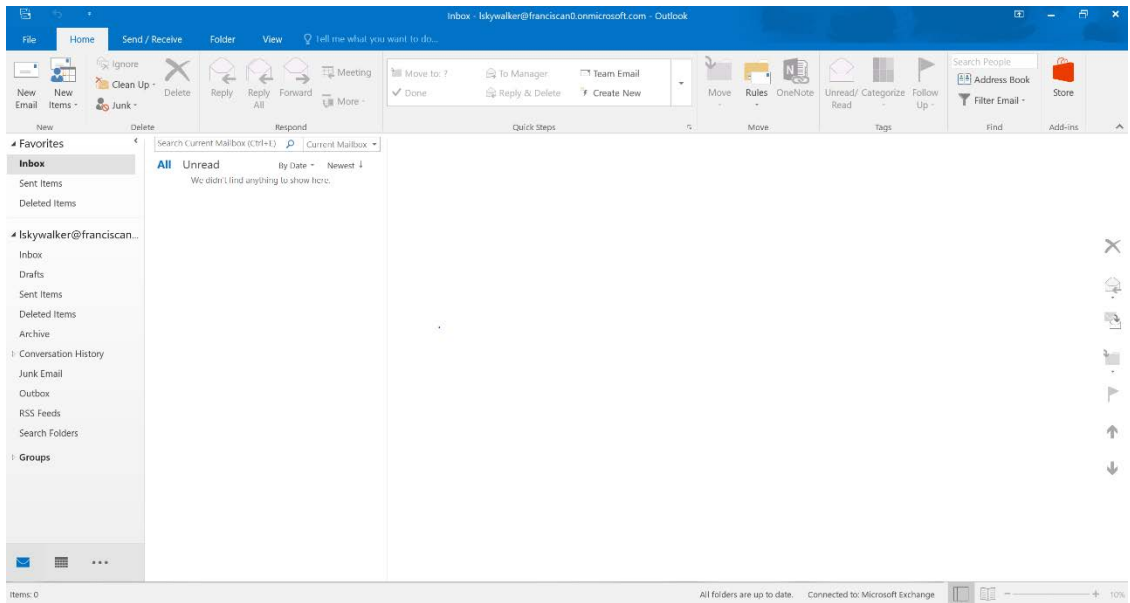 Inbox - lskywalker@franciscan0.onmicrosoft.com - Outlook
File Home Send / Receive Folder View Tell me what you want to do...
New Email
New Items
Ignore
Clean Up
Junk
Delete
Reply
Reply All
Forward
Meeting
More
Move to: ?
Done
To Manager
Reply & Delete
Team Email
Create New
Move
Rules
OneNote
Unread/ Read
Categorize
Follow Up
Search People
Address Book
Filter Email
Store
New Delete Respond Quick Steps Move Tags Find Add-ins
Favorites
Inbox
Sent Items
Deleted Items
lskywalker@franciscan...
Inbox
Drafts
Sent Items
Deleted Items
Archive
Conversation History
Junk Email
Outbox
RSS Feeds
Search Folders
Groups
Search Current Mailbox (Ctrl+E) Current Mailbox
All Unread By Date Newest
We didn't find anything to show here.
Items: 0 All folders are up to date. Connected to: Microsoft Exchange 10%